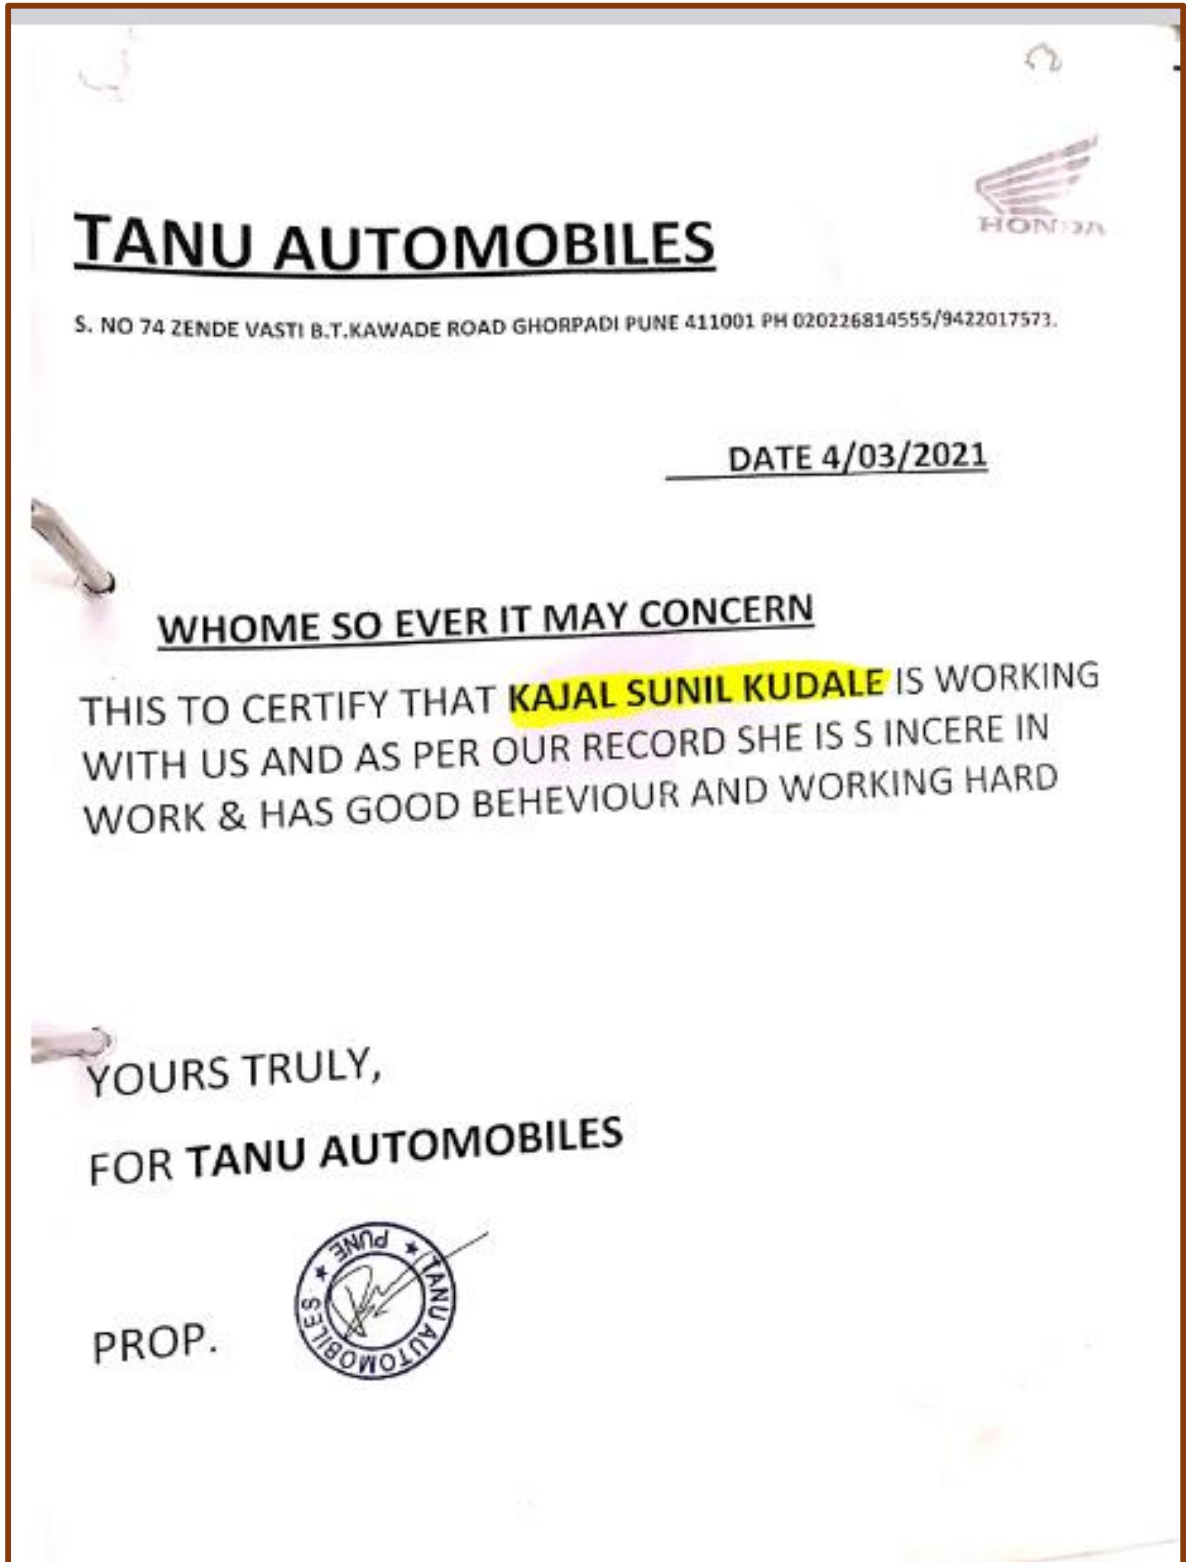 HONDA
TANU AUTOMOBILES
S. NO 74 ZENDE VASTI B.T.KAWADE ROAD GHORPADI PUNE 411001 PH 020226814555/9422017573.
DATE 4/03/2021
WHOME SO EVER IT MAY CONCERN
THIS TO CERTIFY THAT KAJAL SUNIL KUDALE IS WORKING
WITH US AND AS PER OUR RECORD SHE IS S INCERE IN
WORK & HAS GOOD BEHEVIOUR AND WORKING HARD
YOURS TRULY,
FOR TANU AUTOMOBILES
PROP.
★ TANU AUTOMOBILES ★ PUNE